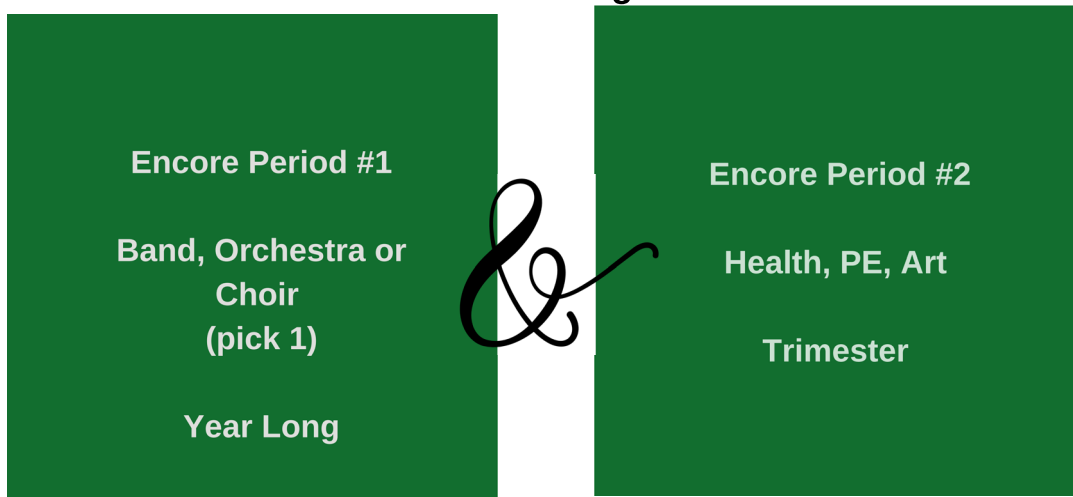 Encore Period #1
Band, Orchestra or
Choir
(pick 1)
Year Long
&
Encore Period #2
Health, PE, Art
Trimester